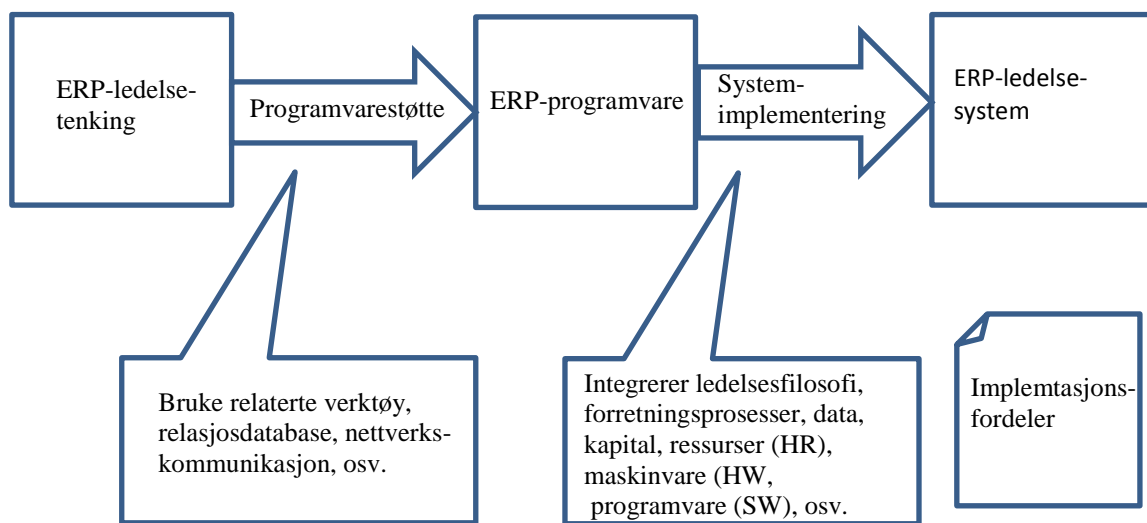 ERP-ledelse-
tenking
Programvarestøtte
ERP-programvare
System-
implementering
ERP-ledelse-
system
Bruke relaterte verktøy,
relasjosdatabase, nettverks-
kommunikasjon, osv.
Integrerer ledelsesfilosofi,
forretningsprosesser, data,
kapital, ressurser (HR),
maskinvare (HW,
programvare (SW), osv.
Implemtasjons-
fordeler